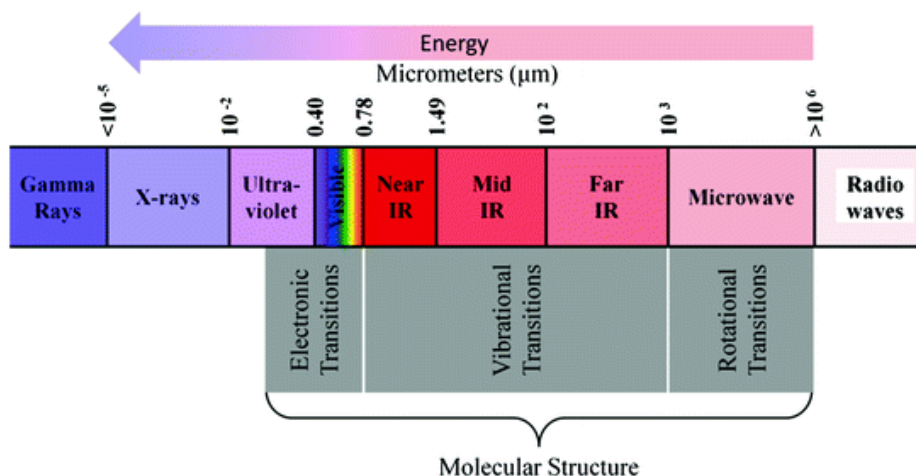 Energy
Micrometers (µm)
<10⁻⁵
10⁻²
0.40
0.78
1.49
10²
10³
>10⁶
Gamma
Rays
X-rays
Ultra-
violet
Visible
Near
IR
Mid
IR
Far
IR
Microwave
Radio
waves
Electronic
Transitions
Vibrational
Transitions
Rotational
Transitions
Molecular Structure